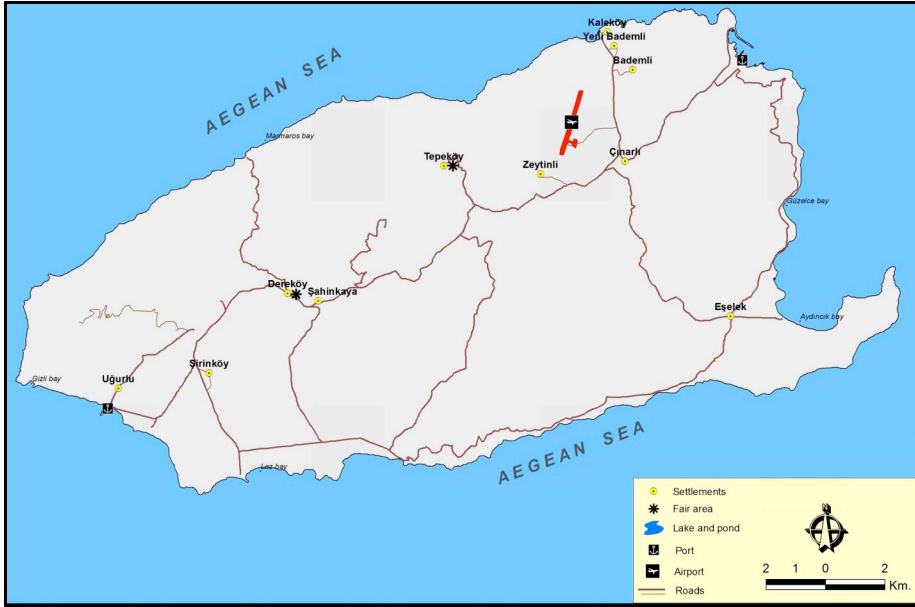 Kaleköy
Yeni Bademli
Bademli
AEGEAN SEA
Marmaros bay
Tepeköy
Zeytinli
Çınarlı
Güzelce bay
Dereköy
Şahinkaya
Eşelek
Aydıncık bay
Şirinköy
Gizli bay
Uğurlu
AEGEAN SEA
Laz bay
Settlements
Fair area
Lake and pond
Port
Airport
Roads
2 1 0 2
Km.